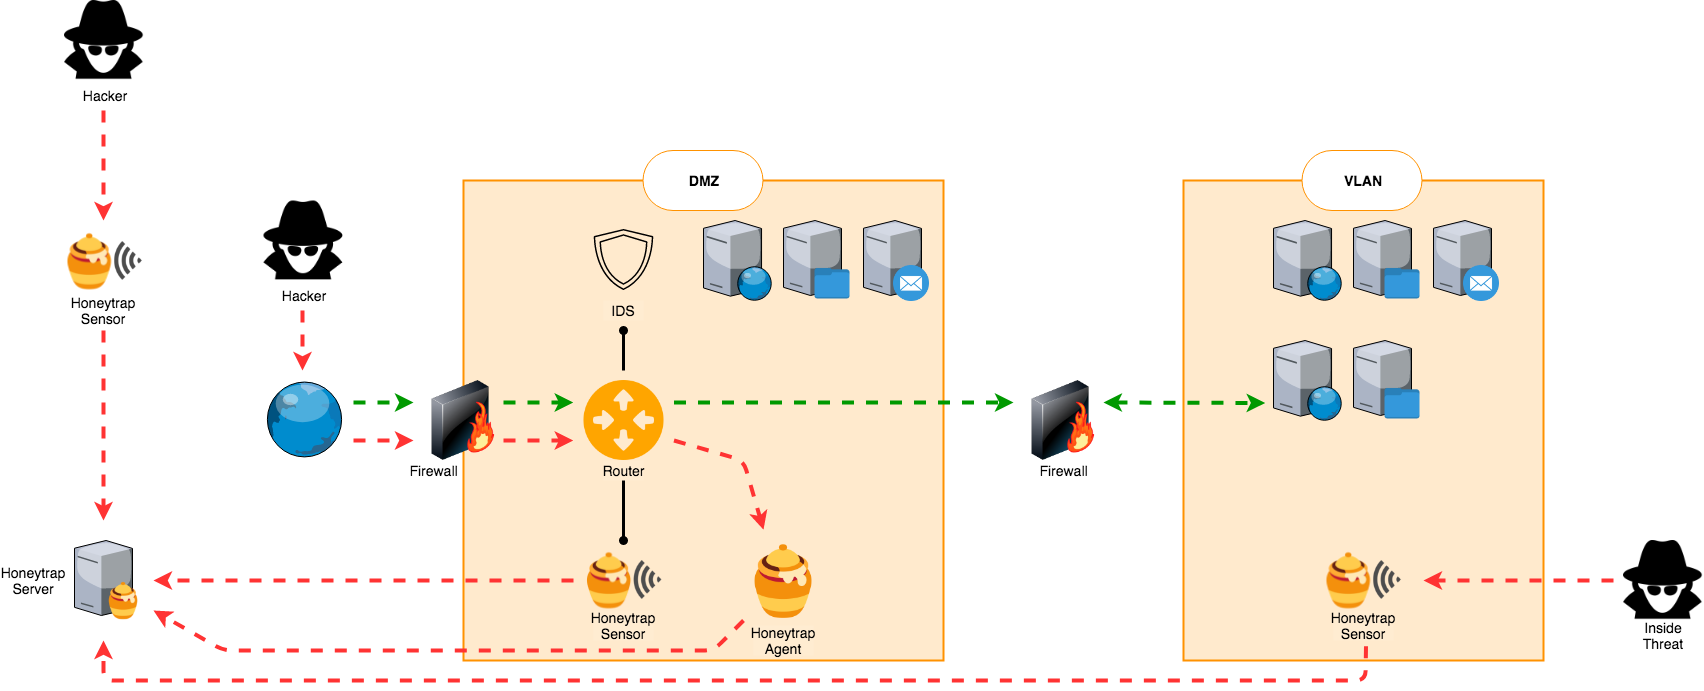 Hacker
Honeytrap
Sensor
Hacker
DMZ
VLAN
IDS
Firewall
Router
Firewall
Honeytrap
Server
Honeytrap
Sensor
Honeytrap
Agent
Honeytrap
Sensor
Inside
Threat